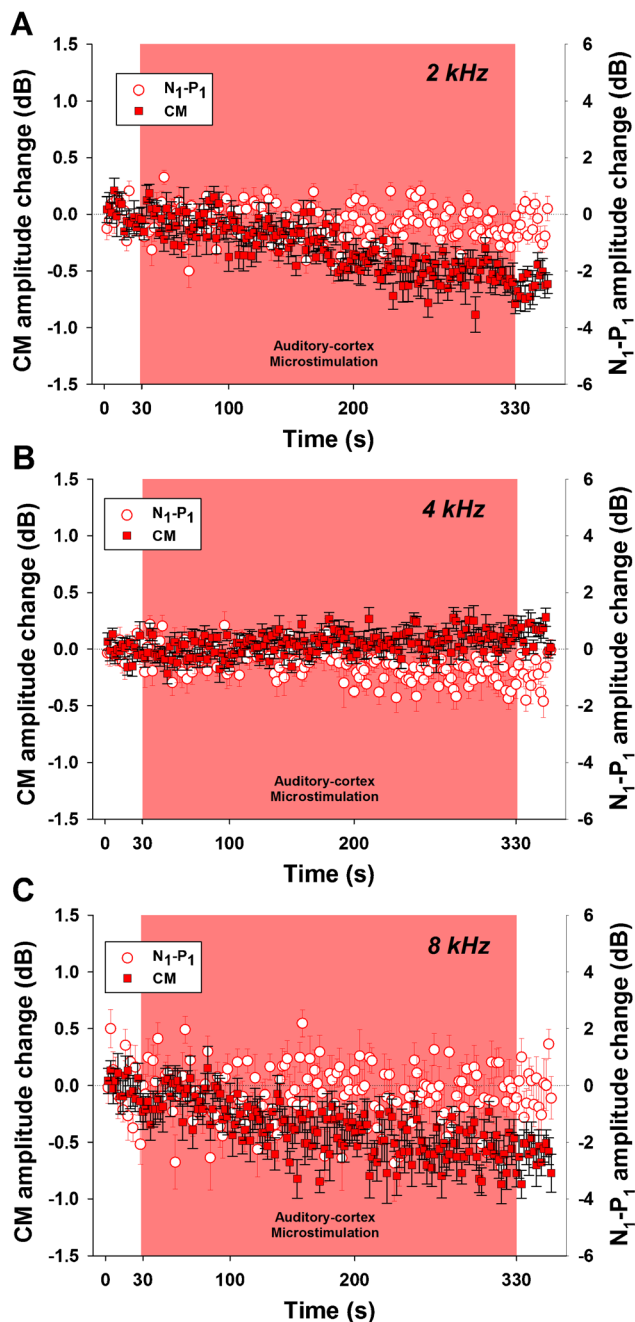 A
2 kHz
N1-P1
CM
1.5
1.0
0.5
0.0
-0.5
-1.0
-1.5
CM amplitude change (dB)
6
4
2
0
-2
-4
-6
N1-P1 amplitude change (dB)
Auditory-cortex
Microstimulation
0 30 100 200 330
Time (s)
B
4 kHz
N1-P1
CM
1.5
1.0
0.5
0.0
-0.5
-1.0
-1.5
CM amplitude change (dB)
6
4
2
0
-2
-4
-6
N1-P1 amplitude change (dB)
Auditory-cortex
Microstimulation
0 30 100 200 330
Time (s)
C
8 kHz
N1-P1
CM
1.5
1.0
0.5
0.0
-0.5
-1.0
-1.5
CM amplitude change (dB)
6
4
2
0
-2
-4
-6
N1-P1 amplitude change (dB)
Auditory-cortex
Microstimulation
0 30 100 200 330
Time (s)